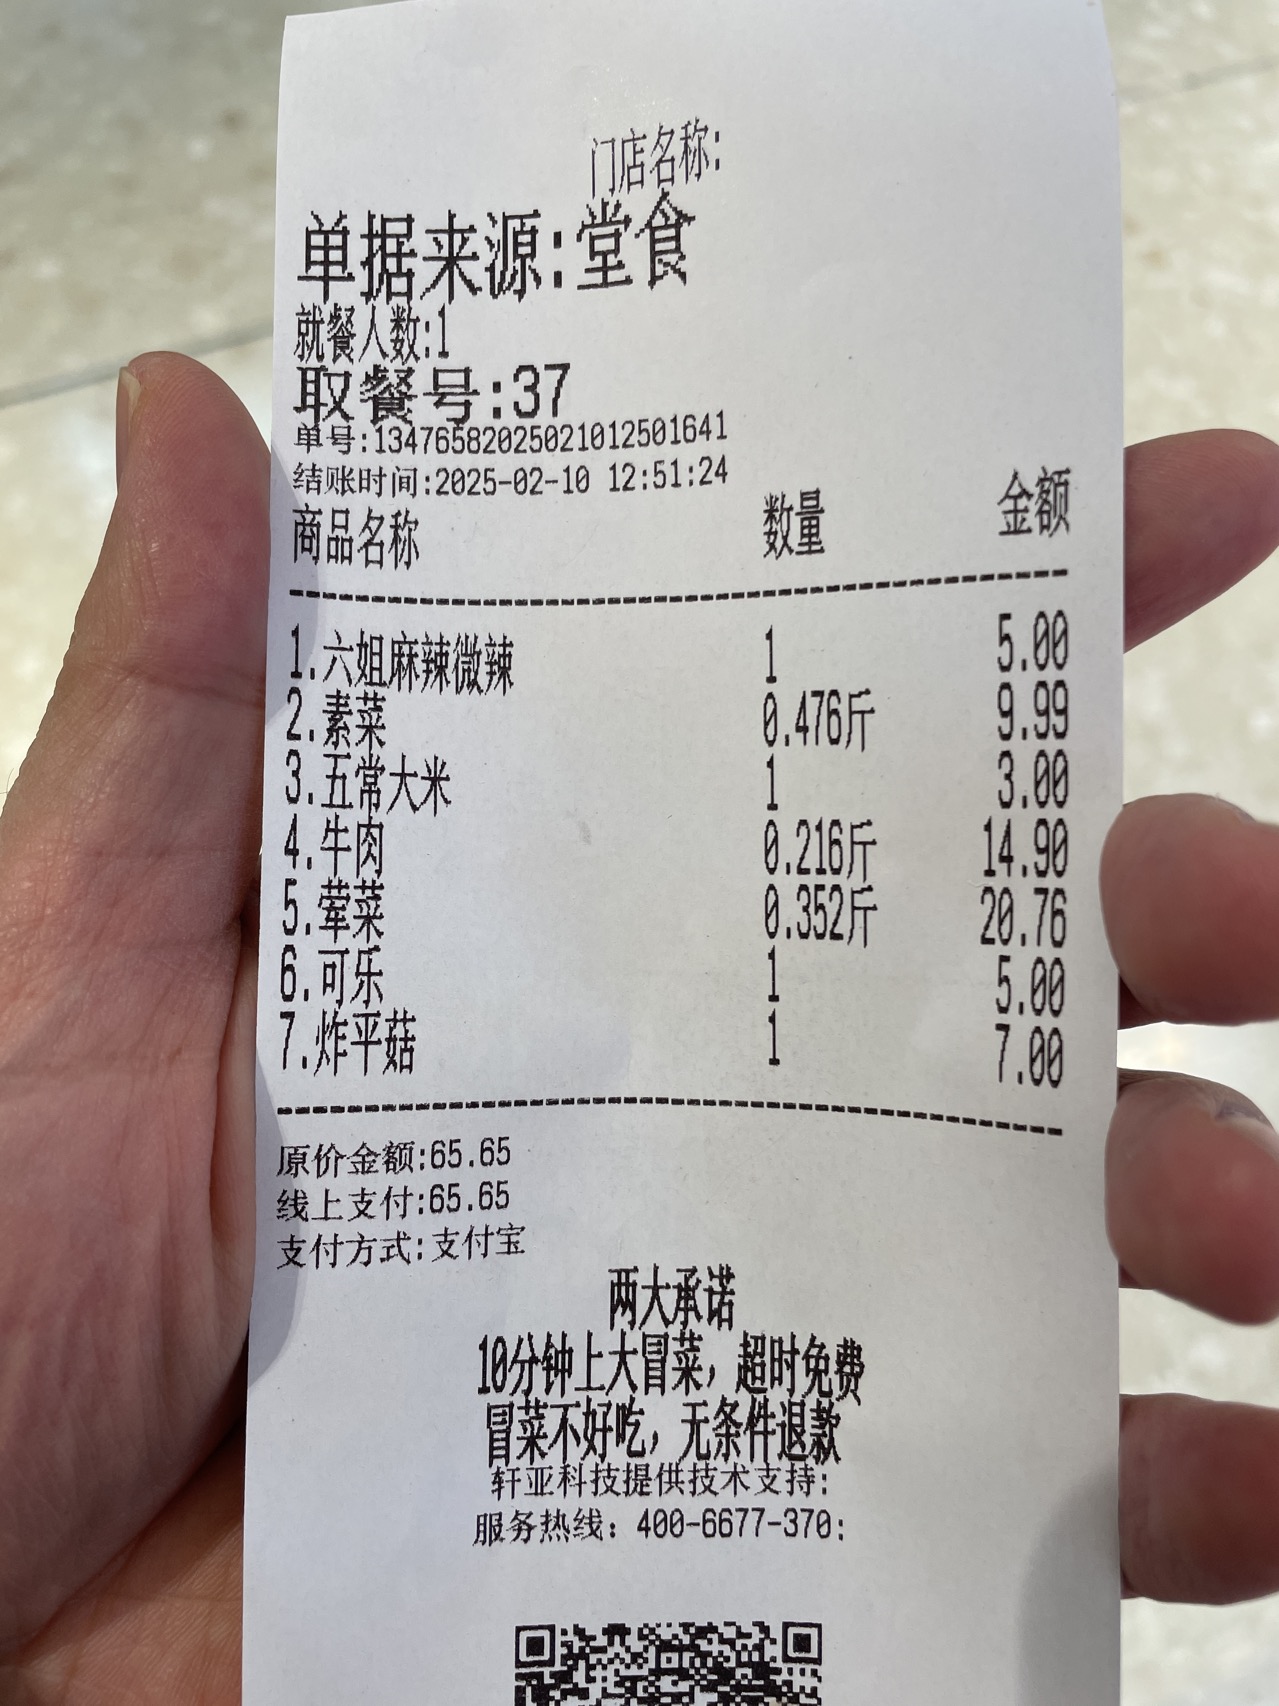 门店名称:
单据来源:堂食
就餐人数:1
取餐号:37
单号:13476582025021012501641
结账时间:2025-02-10 12:51:24
商品名称 数量 金额
1.六姐麻辣微辣 1 5.00
2.素菜 0.476斤 9.99
3.五常大米 1 3.00
4.牛肉 0.216斤 14.90
5.荤菜 0.352斤 20.76
6.可乐 1 5.00
7.炸平菇 1 7.00
原价金额:65.65
线上支付:65.65
支付方式:支付宝
两大承诺
10分钟上大冒菜，超时免费
冒菜不好吃，无条件退款
轩亚科技提供技术支持:
服务热线：400-6677-370: